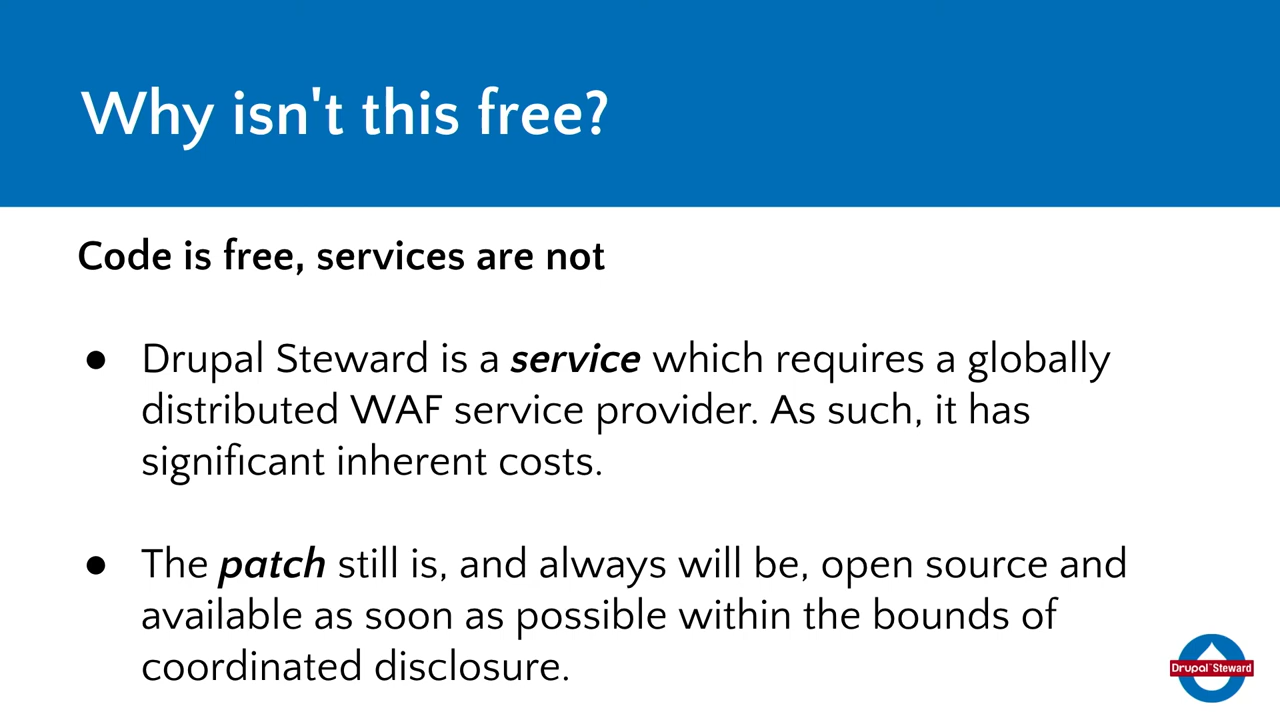 Why isn't this free?
Code is free, services are not
● Drupal Steward is a service which requires a globally
distributed WAF service provider. As such, it has
significant inherent costs.
● The patch still is, and always will be, open source and
available as soon as possible within the bounds of
coordinated disclosure.
Drupal™Steward